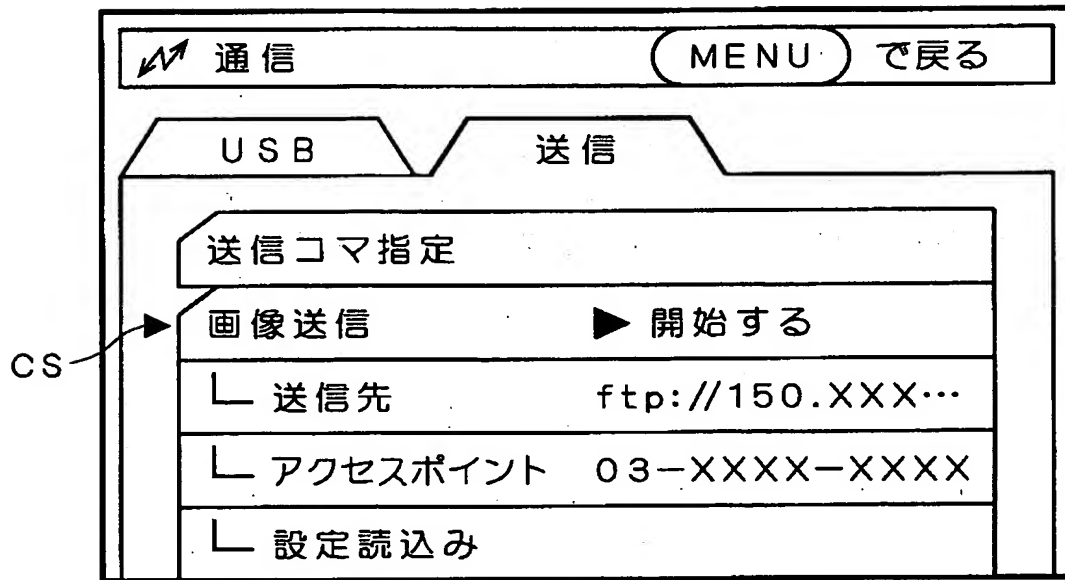 通信 MENU で戻る
USB 送信
送信コマ指定
画像送信 ▶ 開始する
CS
送信先 ftp://150.XXX…
アクセスポイント 03-XXXX-XXXX
設定読込み